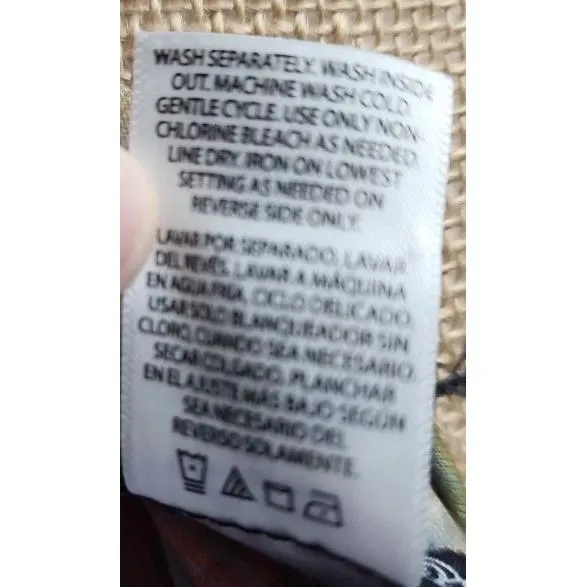 WASH SEPARATELY. WASH INSIDE
OUT. MACHINE WASH COLD,
GENTLE CYCLE. USE ONLY NON-
CHLORINE BLEACH AS NEEDED.
LINE DRY. IRON ON LOWEST
SETTING AS NEEDED ON
REVERSE SIDE ONLY.
LAVAR POR SEPARADO, LAVAR
DEL REVÉS, LAVAR A MÁQUINA
EN AGUA FRÍA, CICLO DELICADO,
USAR SOLO BLANQUEADOR SIN
CLORO, CUANDO SEA NECESARIO.
SECAR COLGADO. PLANCHAR
EN EL AJUSTE MÁS BAJO SEGÚN
SEA NECESARIO DEL
REVERSO SOLAMENTE.